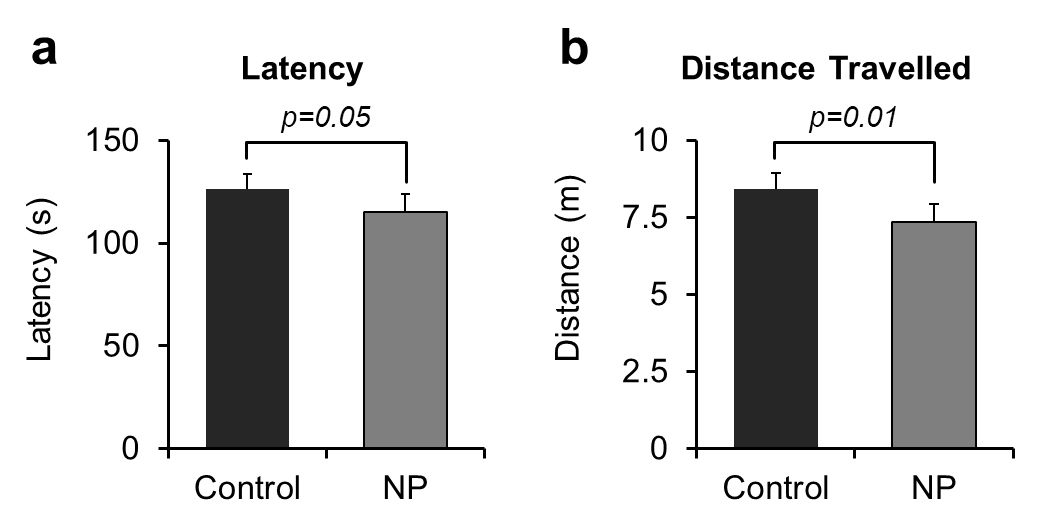 a
Latency
p=0.05
150
100
50
0
Latency (s)
Control
NP
b
Distance Travelled
p=0.01
10
7.5
5
2.5
0
Distance (m)
Control
NP